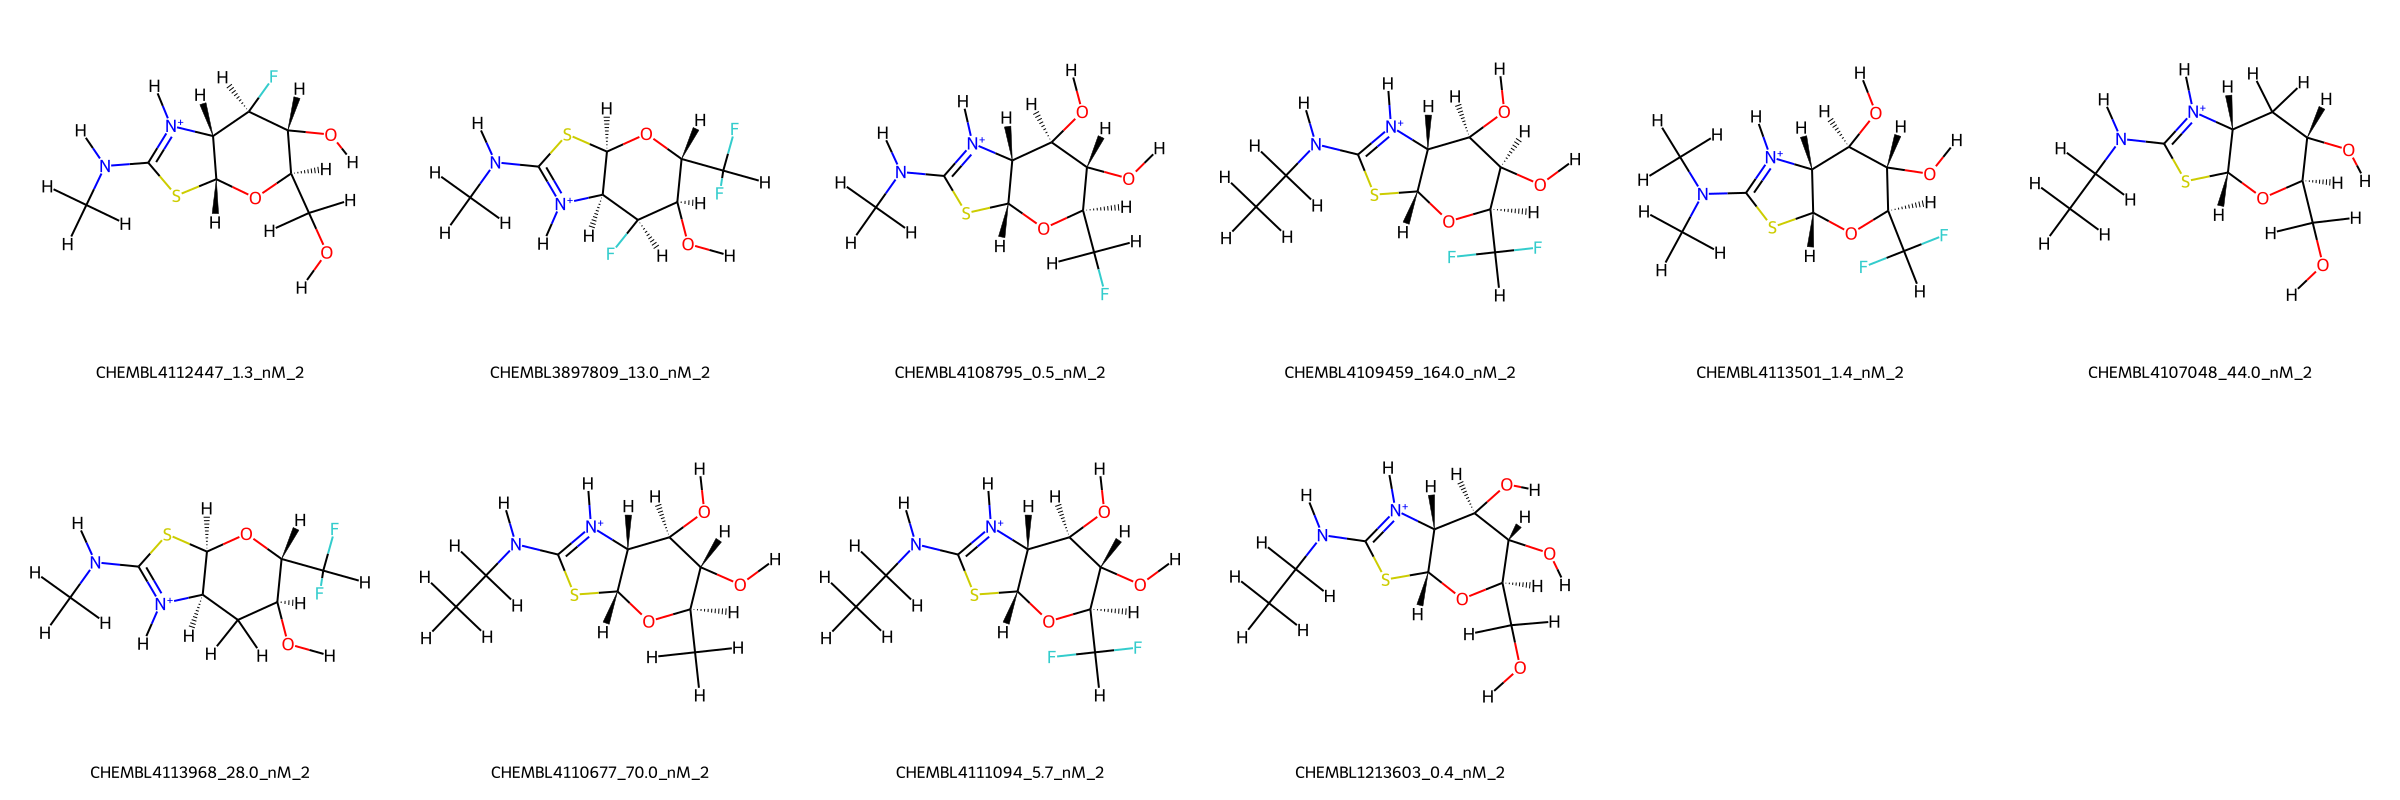 CHEMBL4112447_1.3_nM_2
CHEMBL3897809_13.0_nM_2
CHEMBL4108795_0.5_nM_2
CHEMBL4109459_164.0_nM_2
CHEMBL4113501_1.4_nM_2
CHEMBL4107048_44.0_nM_2
CHEMBL4113968_28.0_nM_2
CHEMBL4110677_70.0_nM_2
CHEMBL4111094_5.7_nM_2
CHEMBL1213603_0.4_nM_2